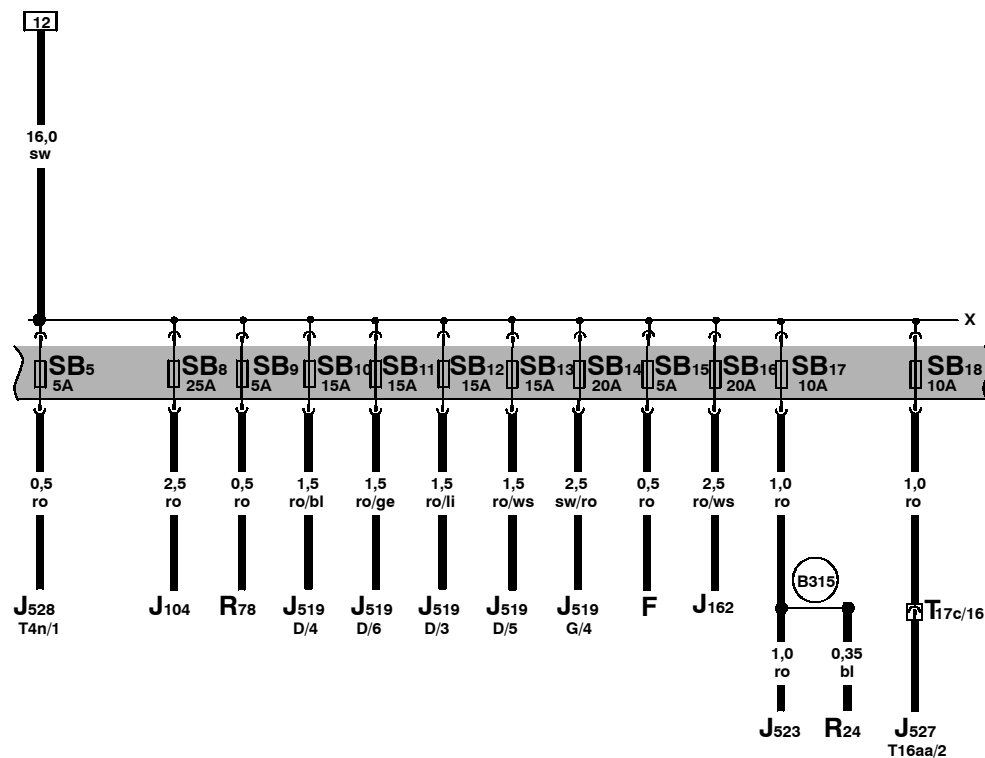 12
16,0
sw
X
SB5 SB8 SB9 SB10 SB11 SB12 SB13 SB14 SB15 SB16 SB17 SB18
5A 25A 5A 15A 15A 15A 15A 20A 5A 20A 10A 10A
0,5 2,5 0,5 1,5 1,5 1,5 1,5 2,5 0,5 2,5 1,0 1,0
ro ro ro ro/bl ro/ge ro/li ro/ws sw/ro ro ro/ws ro ro
B315
J528 J104 R78 J519 J519 J519 J519 J519 F J162 T17c/16
T4n/1 D/4 D/6 D/3 D/5 G/4
1,0 0,35
ro bl
J523 R24 J527
T16aa/2